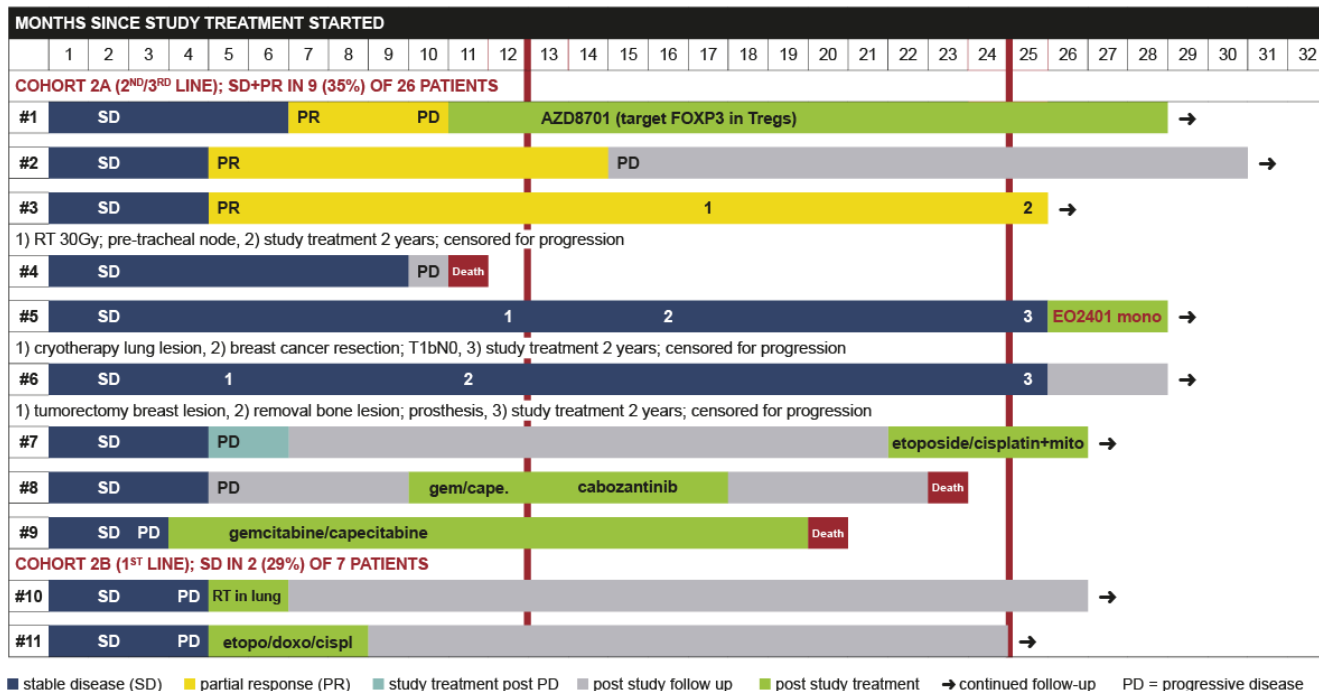 MONTHS SINCE STUDY TREATMENT STARTED
1 2 3 4 5 6 7 8 9 10 11 12 13 14 15 16 17 18 19 20 21 22 23 24 25 26 27 28 29 30 31 32
COHORT 2A (2ND/3RD LINE); SD+PR IN 9 (35%) OF 26 PATIENTS
#1 SD PR PD AZD8701 (target FOXP3 in Tregs) →
#2 SD PR PD →
#3 SD PR 1 2 →
1) RT 30Gy; pre-tracheal node, 2) study treatment 2 years; censored for progression
#4 SD PD Death
#5 SD 1 2 3 EO2401 mono →
1) cryotherapy lung lesion, 2) breast cancer resection; T1bN0, 3) study treatment 2 years; censored for progression
#6 SD 1 2 3 →
1) tumorectomy breast lesion, 2) removal bone lesion; prosthesis, 3) study treatment 2 years; censored for progression
#7 SD PD etoposide/cisplatin+mito →
#8 SD PD gem/cape. cabozantinib Death
#9 SD PD gemcitabine/capecitabine Death
COHORT 2B (1ST LINE); SD IN 2 (29%) OF 7 PATIENTS
#10 SD PD RT in lung →
#11 SD PD etopo/doxo/cispl →
stable disease (SD) partial response (PR) study treatment post PD post study follow up post study treatment → continued follow-up PD = progressive disease